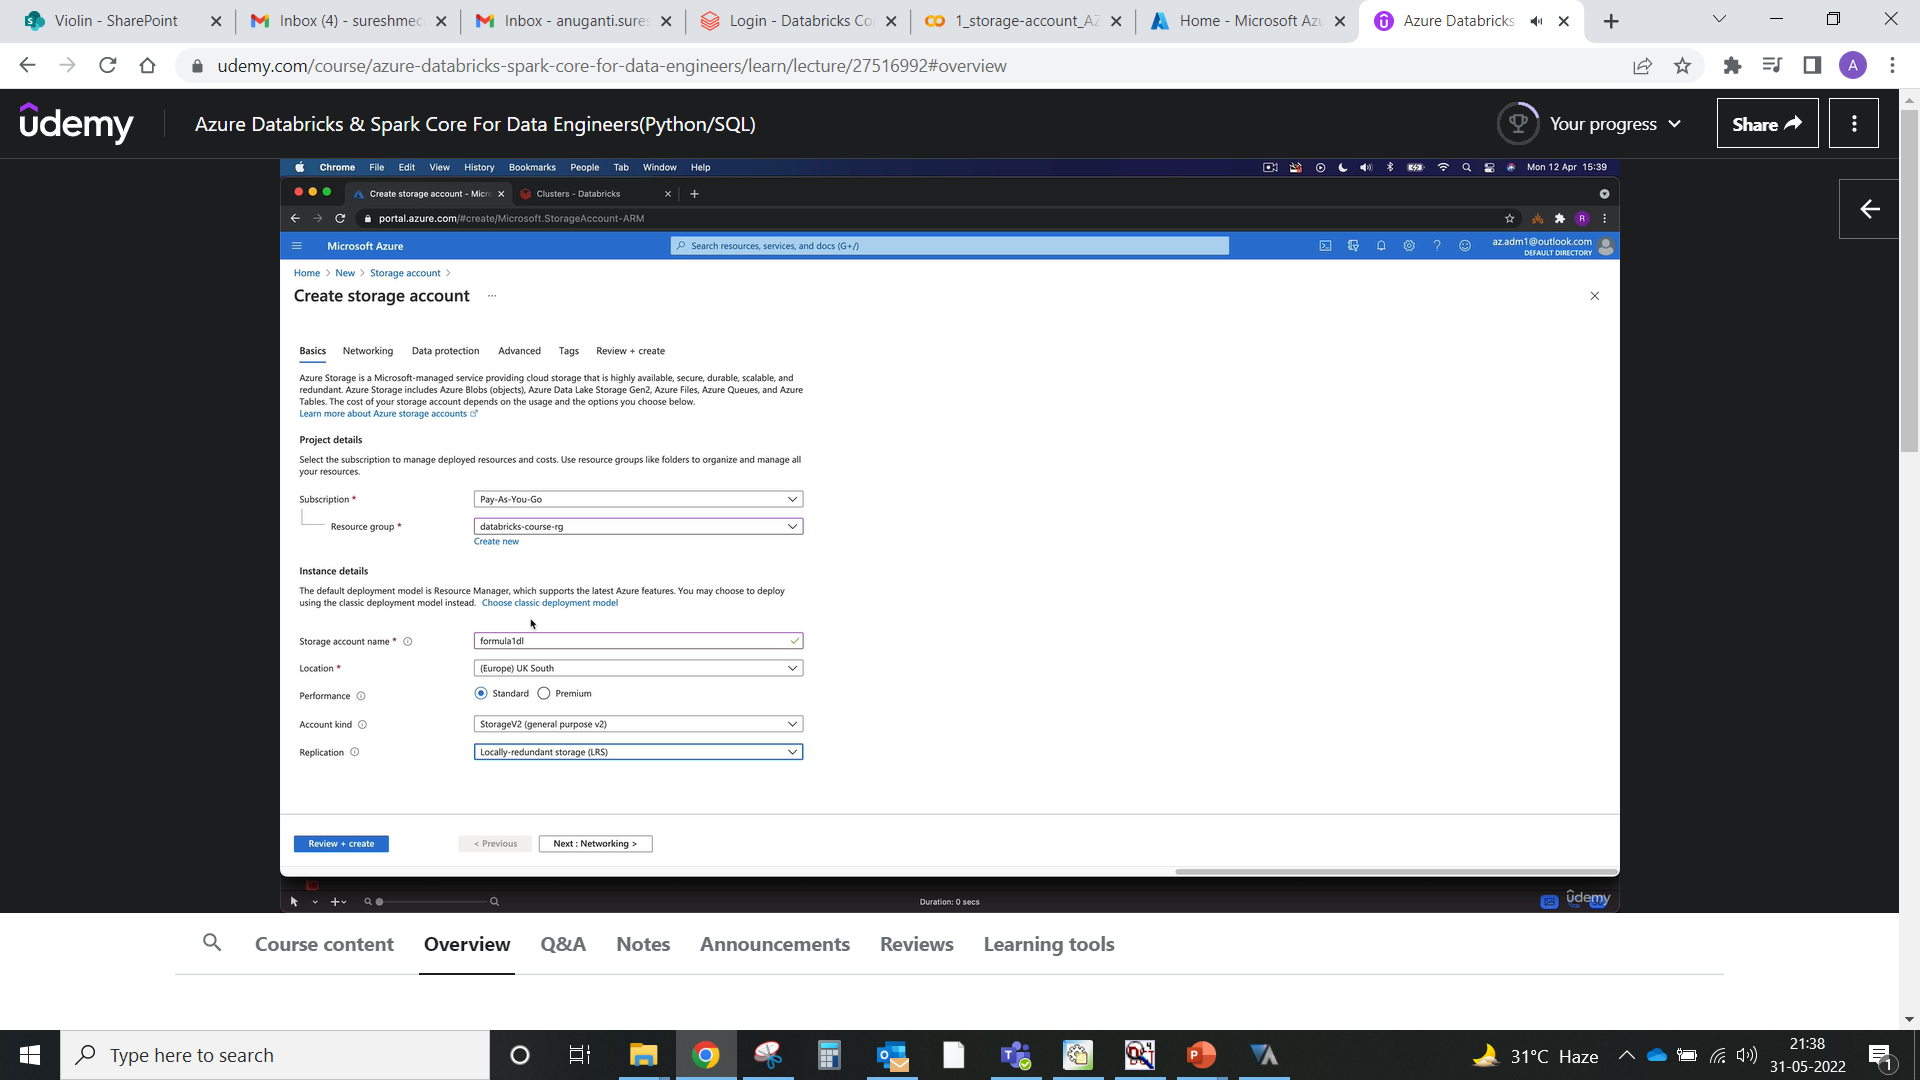 Violin - SharePoint
Inbox (4) - sureshmec
Inbox - anuganti.sures
Login - Databricks Co
1_storage-account_AZ
Home - Microsoft Azu
Azure Databricks
udemy.com/course/azure-databricks-spark-core-for-data-engineers/learn/lecture/27516992#overview
A
udemy
Azure Databricks & Spark Core For Data Engineers(Python/SQL)
Your progress
Share
Chrome File Edit View History Bookmarks People Tab Window Help
Mon 12 Apr 15:39
Create storage account - Micro
Clusters - Databricks
portal.azure.com/#create/Microsoft.StorageAccount-ARM
R
Microsoft Azure
Search resources, services, and docs (G+/)
az.adm1@outlook.com
DEFAULT DIRECTORY
Home > New > Storage account >
Create storage account ...
Basics Networking Data protection Advanced Tags Review + create
Azure Storage is a Microsoft-managed service providing cloud storage that is highly available, secure, durable, scalable, and
redundant. Azure Storage includes Azure Blobs (objects), Azure Data Lake Storage Gen2, Azure Files, Azure Queues, and Azure
Tables. The cost of your storage account depends on the usage and the options you choose below.
Learn more about Azure storage accounts
Project details
Select the subscription to manage deployed resources and costs. Use resource groups like folders to organize and manage all
your resources.
Subscription *
Pay-As-You-Go
Resource group *
databricks-course-rg
Create new
Instance details
The default deployment model is Resource Manager, which supports the latest Azure features. You may choose to deploy
using the classic deployment model instead. Choose classic deployment model
Storage account name *
formula1dl
Location *
(Europe) UK South
Performance
Standard Premium
Account kind
StorageV2 (general purpose v2)
Replication
Locally-redundant storage (LRS)
Review + create
< Previous
Next : Networking >
Duration: 0 secs
udemy
Course content Overview Q&A Notes Announcements Reviews Learning tools
Type here to search
31°C Haze
21:38
31-05-2022
1